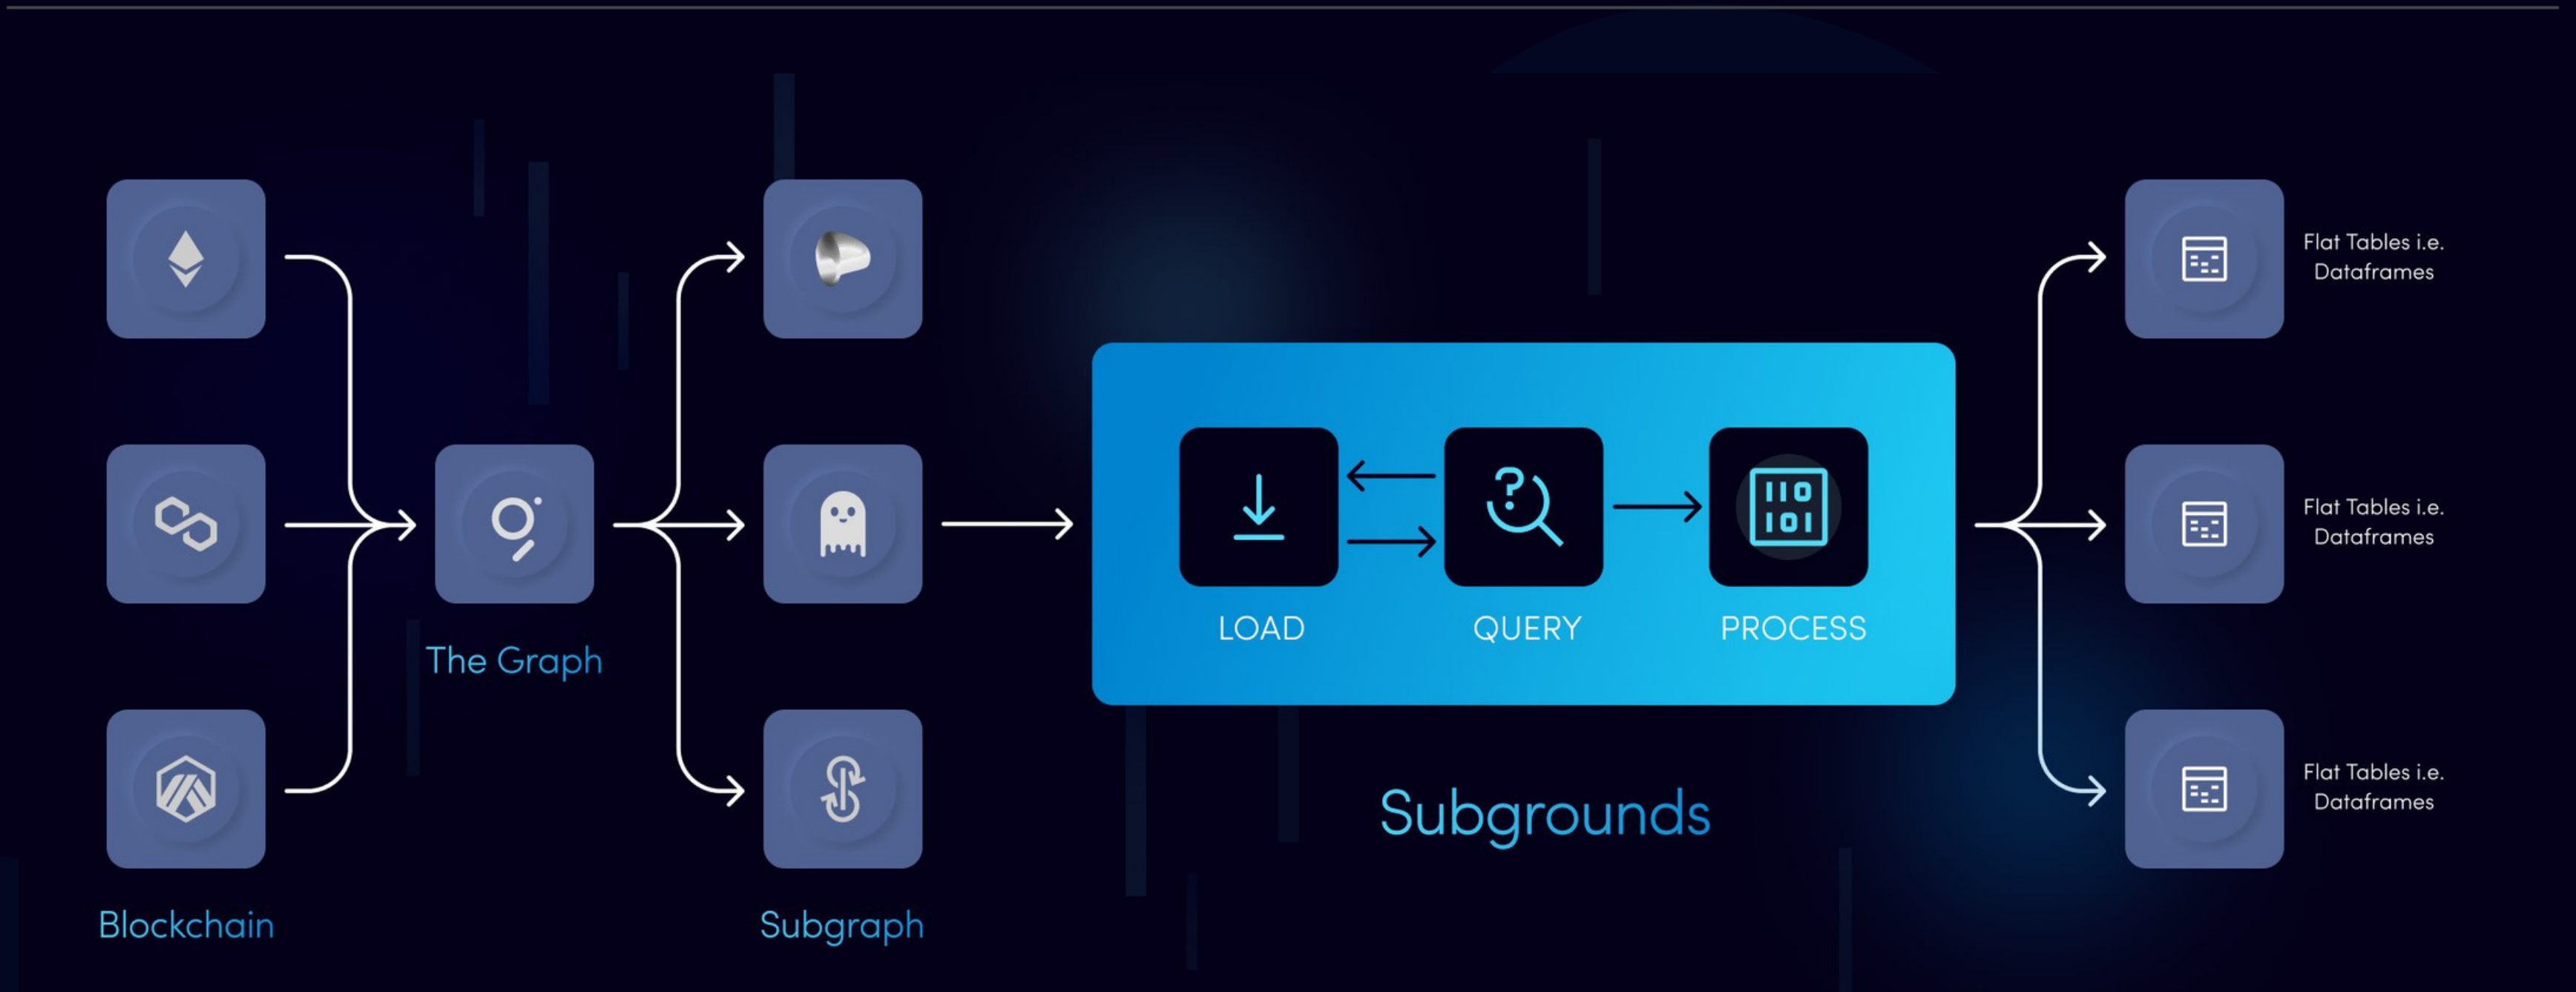 Blockchain
The Graph
Subgraph
LOAD
QUERY
PROCESS
Subgrounds
Flat Tables i.e.
Dataframes
Flat Tables i.e.
Dataframes
Flat Tables i.e.
Dataframes